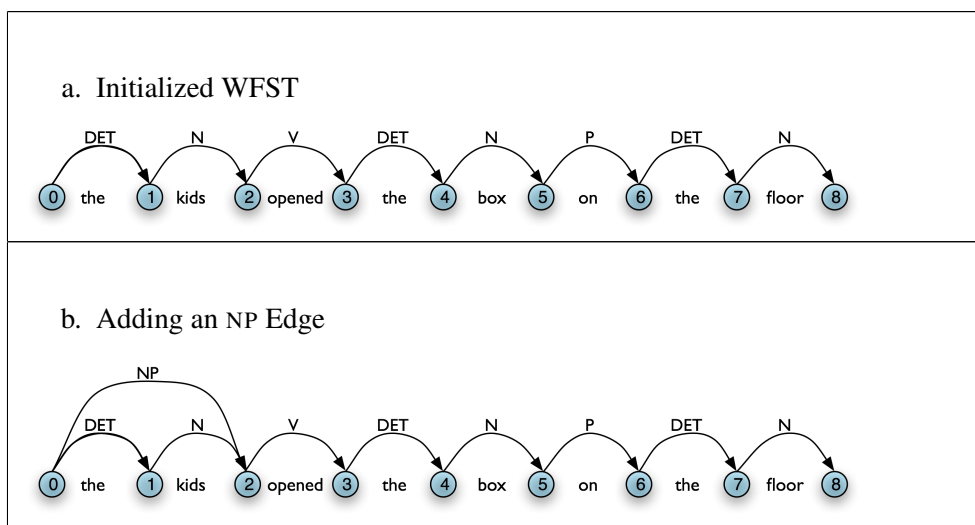 a. Initialized WFST
DET N V DET N P DET N
0 the 1 kids 2 opened 3 the 4 box 5 on 6 the 7 floor 8
b. Adding an NP Edge
NP
DET N V DET N P DET N
0 the 1 kids 2 opened 3 the 4 box 5 on 6 the 7 floor 8